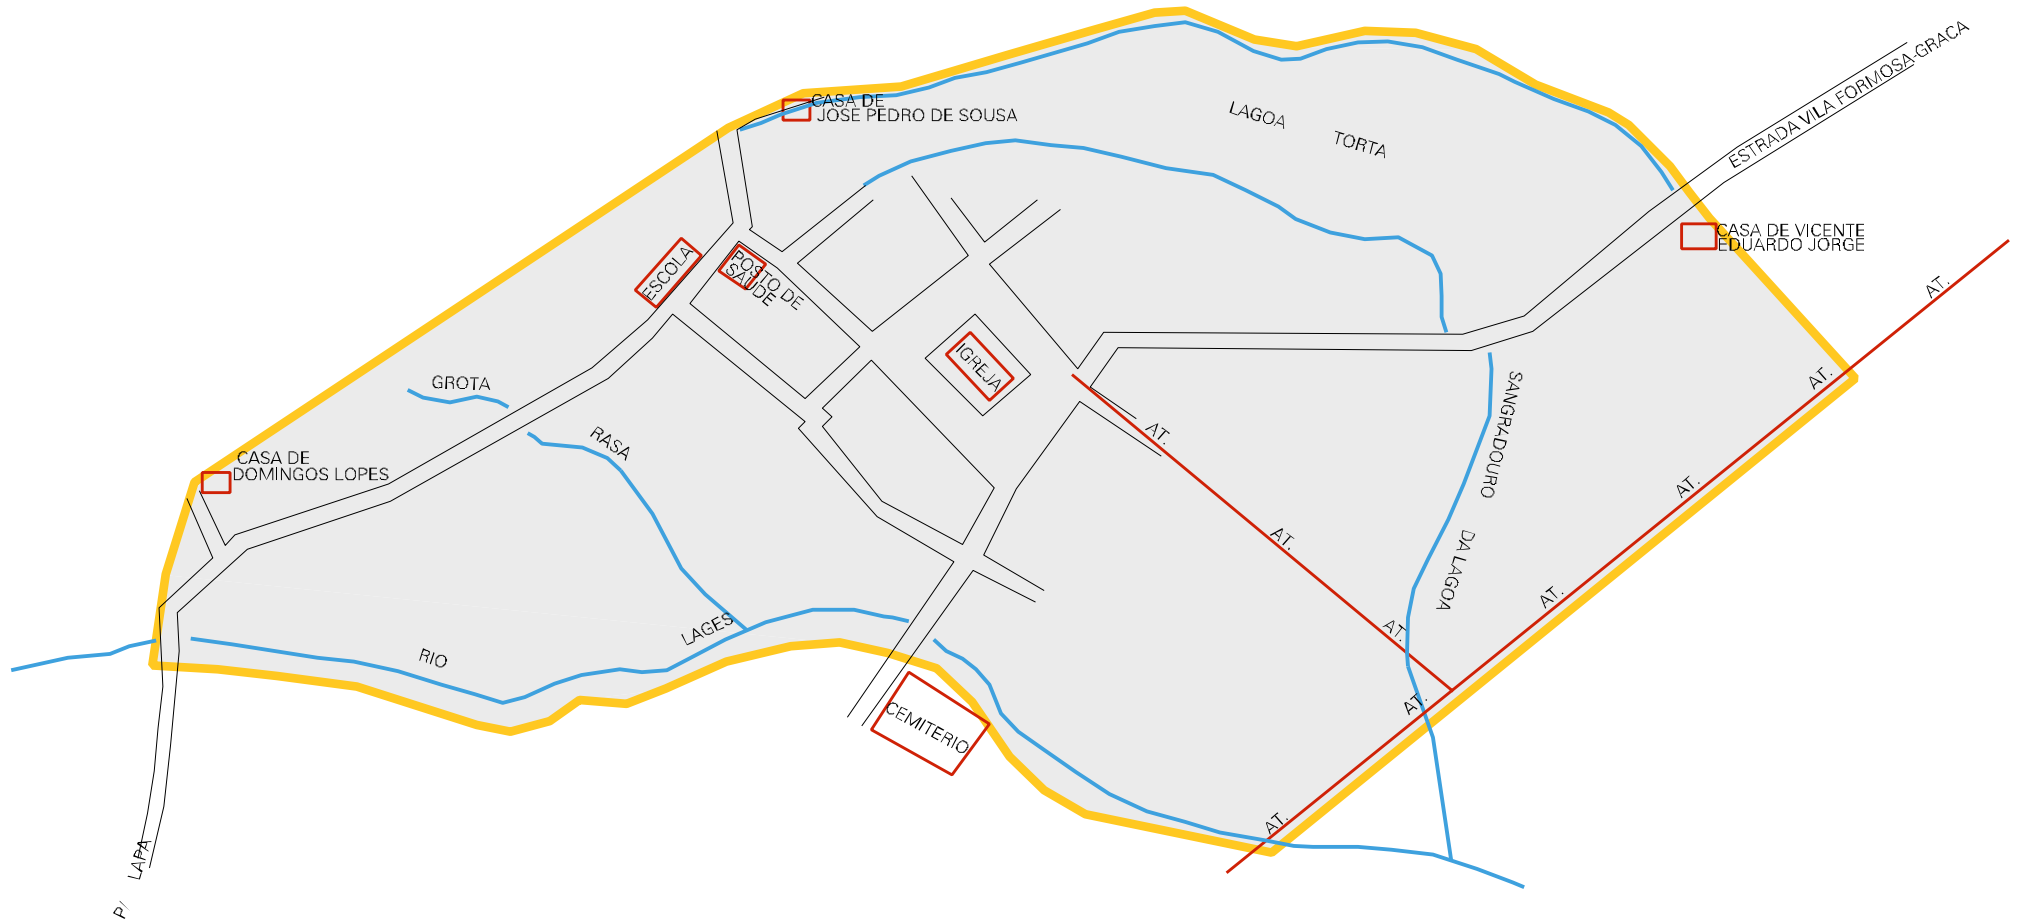 ESTRADA VILA FORMOSA-GRACA
CASA DE
JOSE PEDRO DE SOUSA
LAGOA TORTA
CASA DE VICENTE
EDUARDO JORGE
ESCOLA
POSTO DE
SAUDE
AT.
IGREJA
AT.
GROTA
SANGRADOURO DA LAGOA
RASA
AT.
CASA DE
DOMINGOS LOPES
AT.
AT.
AT.
RIO LAGES
AT.
AT.
CEMITERIO
AT.
P/ LAPA